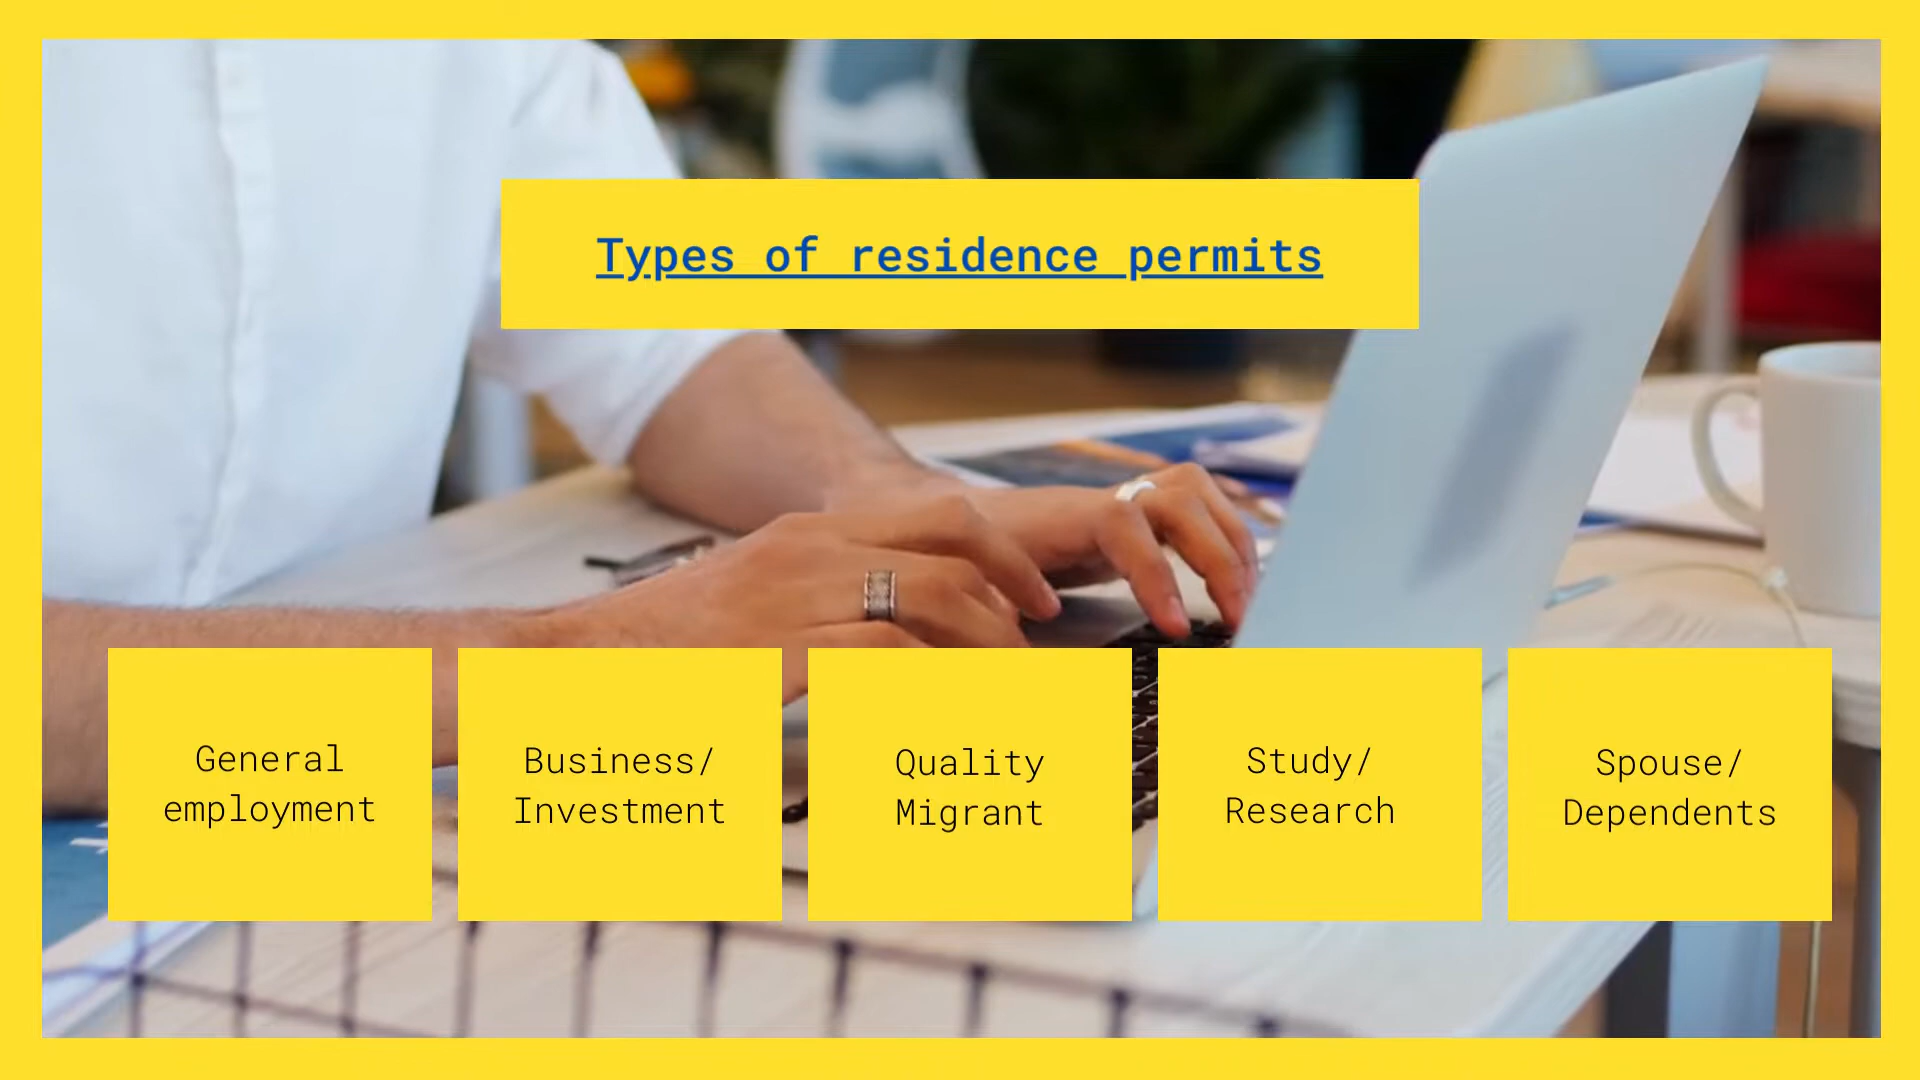 Types of residence permits
General
employment
Business/
Investment
Quality
Migrant
Study/
Research
Spouse/
Dependents